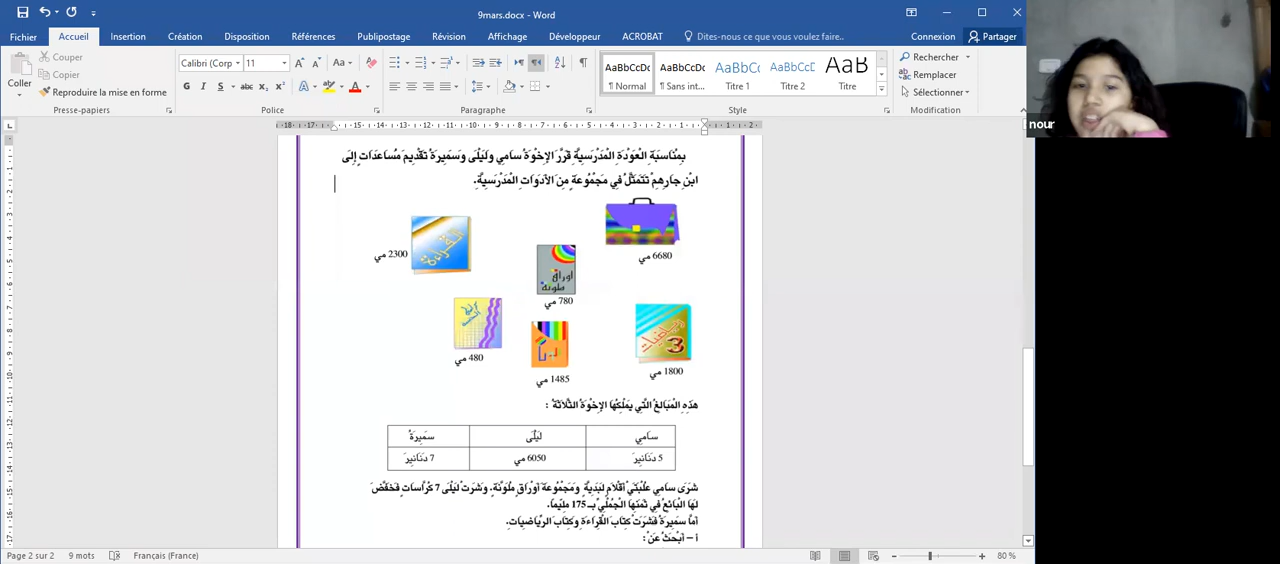 9mars.docx - Word
Fichier Accueil Insertion Création Disposition Références Publipostage Révision Affichage Développeur ACROBAT Dites-nous ce que vous voulez faire... Connexion Partager
Coller
Couper
Copier
Reproduire la mise en forme
Presse-papiers
Calibri (Corp 11
Police
Paragraphe
AaBbCcDc AaBbCcDc AaBbCc AaBbCcD AaB
¶ Normal ¶ Sans int... Titre 1 Titre 2 Titre
Style
Rechercher
Remplacer
Sélectionner
Modification
nour
بِمُنَاسَبَةِ الْعَوْدَةِ الْمَدْرَسِيَّةِ قَرَّرَ الإِخْوَةُ سَامِي وَلَيْلَى وَسَمِيرَةُ تَقْدِيمَ مُسَاعَدَاتٍ إِلَى
ابْنِ جَارِهِمْ تَتَمَثَّلُ فِي مَجْمُوعَةٍ مِنَ الأَدَوَاتِ الْمَدْرَسِيَّةِ.
القراءة
2300 مي
6680 مي
أوراق ملونة
780 مي
480 مي
1485 مي
رياضيات 3
1800 مي
هَذِهِ الْمَبَالِغُ الَّتِي يَمْلِكُهَا الإِخْوَةُ الثَّلَاثَةُ :
سَامِي لَيْلَى سَمِيرَةُ
5 دَنَانِيرَ 6050 مي 7 دَنَانِيرَ
شَرَى سَامِي عُلْبَتَيْ أَقْلَامٍ لِبَدِيَّةٍ وَمَجْمُوعَةَ أَوْرَاقٍ مُلَوَّنَةٍ. وَشَرَتْ لَيْلَى 7 كُرَّاسَاتٍ فَخَفَّضَ
لَهَا الْبَائِعُ فِي ثَمَنِهَا الْجُمْلِيِّ بـ 175 مِلِّيمًا.
أَمَّا سَمِيرَةُ فَشَرَتْ كِتَابَ الْقِرَاءَةِ وَكِتَابَ الرِّيَاضِيَاتِ.
أ – أَبْحَثُ عَنْ :
Page 2 sur 2 9 mots Français (France) 80 %